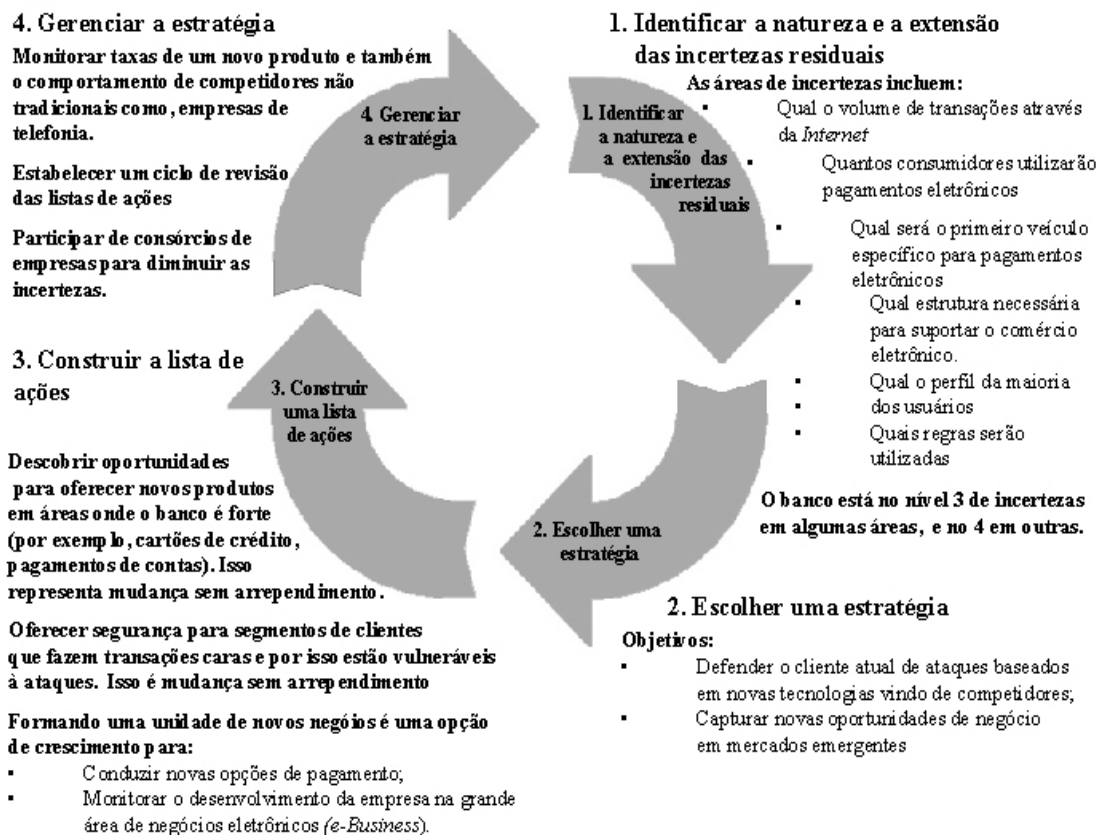 4. Gerenciar a estratégia
Monitorar taxas de um novo produto e também
o comportamento de competidores não
tradicionais como, empresas de
telefonia.
Estabelecer um ciclo de revisão
das listas de ações
Participar de consórcios de
empresas para diminuir as
incertezas.
4. Gerenciar
a estratégia
1. Identificar a natureza e a extensão
das incertezas residuais
As áreas de incertezas incluem:
▪ Qual o volume de transações através
da Internet
▪ Quantos consumidores utilizarão
pagamentos eletrônicos
▪ Qual será o primeiro veículo
específico para pagamentos
eletrônicos
▪ Qual estrutura necessária
para suportar o comércio
eletrônico.
▪ Qual o perfil da maioria
▪ dos usuários
▪ Quais regras serão
utilizadas
O banco está no nível 3 de incertezas
em algumas áreas, e no 4 em outras.
1. Identificar
a natureza e
a extensão das
incertezas
residuais
2. Escolher uma
estratégia
2. Escolher uma estratégia
Objetivos:
▪ Defender o cliente atual de ataques baseados
em novas tecnologias vindo de competidores;
▪ Capturar novas oportunidades de negócio
em mercados emergentes
3. Construir a lista de
ações
3. Construir
uma lista
de ações
Descobrir oportunidades
para oferecer novos produtos
em áreas onde o banco é forte
(por exemplo, cartões de crédito,
pagamentos de contas). Isso
representa mudança sem arrependimento.
Oferecer segurança para segmentos de clientes
que fazem transações caras e por isso estão vulneráveis
à ataques. Isso é mudança sem arrependimento
Formando uma unidade de novos negóios é uma opção
de crescimento para:
▪ Conduzir novas opções de pagamento;
▪ Monitorar o desenvolvimento da empresa na grande
área de negócios eletrônicos (e-Business).